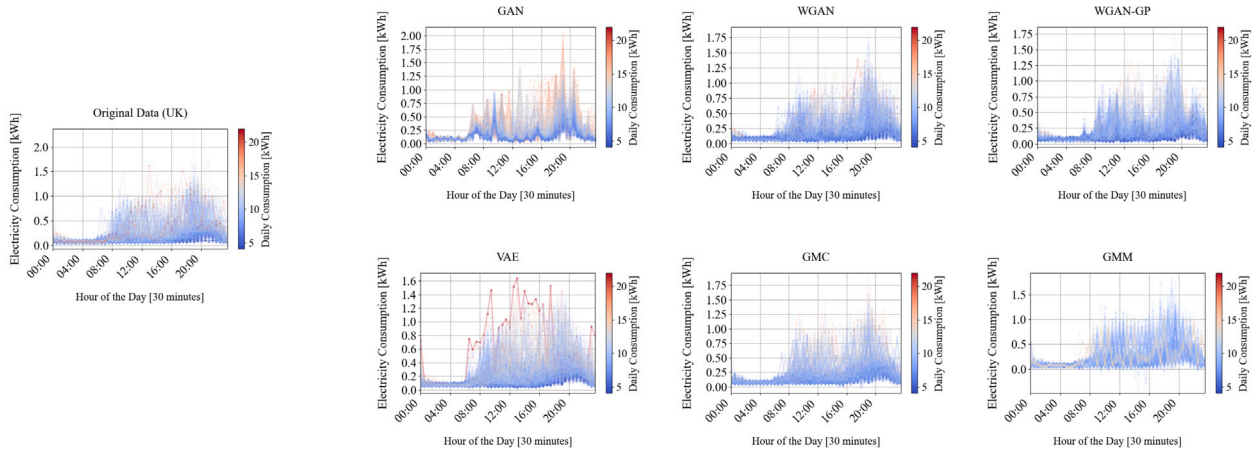 Original Data (UK)
Electricity Consumption [kWh]
2.0
1.5
1.0
0.5
0.0
00:00 04:00 08:00 12:00 16:00 20:00
Hour of the Day [30 minutes]
20
15
10
5
Daily Consumption [kWh]
GAN
Electricity Consumption [kWh]
2.00
1.75
1.50
1.25
1.00
0.75
0.50
0.25
0.00
00:00 04:00 08:00 12:00 16:00 20:00
Hour of the Day [30 minutes]
20
15
10
5
Daily Consumption [kWh]
WGAN
Electricity Consumption [kWh]
1.75
1.50
1.25
1.00
0.75
0.50
0.25
0.00
00:00 04:00 08:00 12:00 16:00 20:00
Hour of the Day [30 minutes]
20
15
10
5
Daily Consumption [kWh]
WGAN-GP
Electricity Consumption [kWh]
1.75
1.50
1.25
1.00
0.75
0.50
0.25
0.00
00:00 04:00 08:00 12:00 16:00 20:00
Hour of the Day [30 minutes]
20
15
10
5
Daily Consumption [kWh]
VAE
Electricity Consumption [kWh]
1.6
1.4
1.2
1.0
0.8
0.6
0.4
0.2
0.0
00:00 04:00 08:00 12:00 16:00 20:00
Hour of the Day [30 minutes]
20
15
10
5
Daily Consumption [kWh]
GMC
Electricity Consumption [kWh]
1.75
1.50
1.25
1.00
0.75
0.50
0.25
0.00
00:00 04:00 08:00 12:00 16:00 20:00
Hour of the Day [30 minutes]
20
15
10
5
Daily Consumption [kWh]
GMM
Electricity Consumption [kWh]
1.5
1.0
0.5
0.0
00:00 04:00 08:00 12:00 16:00 20:00
Hour of the Day [30 minutes]
20
15
10
5
Daily Consumption [kWh]